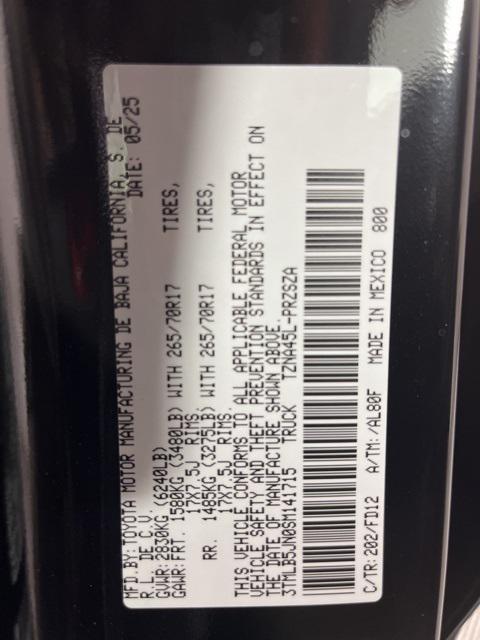 MFD.BY:TOYOTA MOTOR MANUFACTURING DE BAJA CALIFORNIA, S. DE
R.L. DE C.V. DATE: 05/25
GVWR:2830KG (6240LB)
GAWR:FRT. 1580KG (3480LB) WITH 265/70R17 TIRES,
17X7.5J RIMS,
RR. 1485KG (3275LB) WITH 265/70R17 TIRES,
17X7.5J RIMS.
THIS VEHICLE CONFORMS TO ALL APPLICABLE FEDERAL MOTOR
VEHICLE SAFETY AND THEFT PREVENTION STANDARDS IN EFFECT ON
THE DATE OF MANUFACTURE SHOWN ABOVE.
3TMLB5JN0SM141715 TRUCK TZNA45L-PRZSZA
C/TR:202/FD12 A/TM:/AL80F MADE IN MEXICO 800